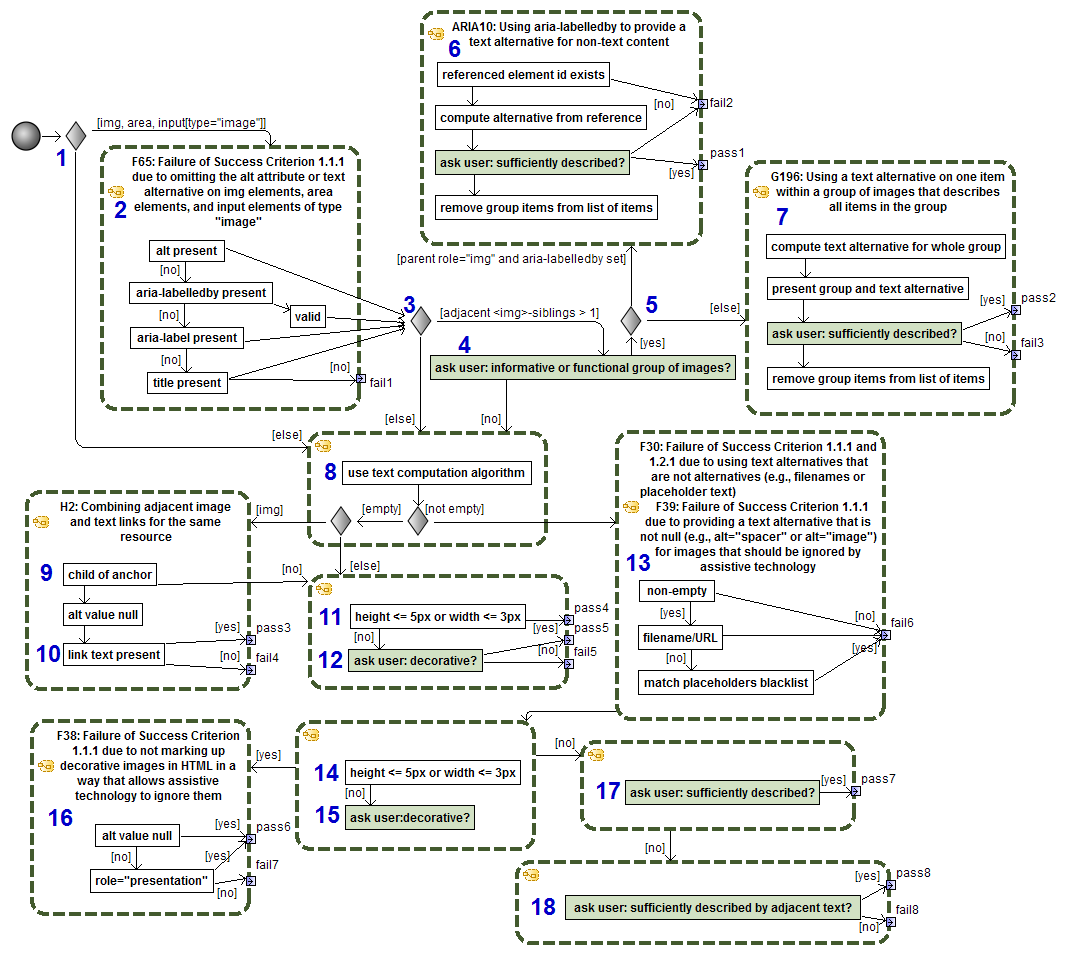 ARIA10: Using aria-labelledby to provide a
text alternative for non-text content
6
referenced element id exists
[no]
fail2
compute alternative from reference
ask user: sufficiently described?
pass1
[yes]
remove group items from list of items
[img, area, input[type="image"]]
1
F65: Failure of Success Criterion 1.1.1
due to omitting the alt attribute or text
alternative on img elements, area
elements, and input elements of type
"image"
2
alt present
[no]
aria-labelledby present
valid
[no]
aria-label present
[no]
title present
[no]
fail1
[parent role="img" and aria-labelledby set]
3
[adjacent <img>-siblings > 1]
5
[else]
4
[yes]
ask user: informative or functional group of images?
[else]
[no]
G196: Using a text alternative on one item
within a group of images that describes
all items in the group
7
compute text alternative for whole group
present group and text alternative
[yes]
pass2
ask user: sufficiently described?
[no]
fail3
remove group items from list of items
[else]
8
use text computation algorithm
[empty]
[not empty]
[img]
[else]
H2: Combining adjacent image
and text links for the same
resource
9
child of anchor
[no]
alt value null
10
link text present
[yes]
pass3
[no]
fail4
11
height <= 5px or width <= 3px
pass4
[no]
[yes]
pass5
12
ask user: decorative?
[no]
fail5
F30: Failure of Success Criterion 1.1.1 and
1.2.1 due to using text alternatives that
are not alternatives (e.g., filenames or
placeholder text)
F39: Failure of Success Criterion 1.1.1
due to providing a text alternative that is
not null (e.g., alt="spacer" or alt="image")
for images that should be ignored by
assistive technology
13
non-empty
[yes]
[no]
fail6
filename/URL
[no]
[yes]
match placeholders blacklist
F38: Failure of Success Criterion
1.1.1 due to not marking up
decorative images in HTML in a
way that allows assistive
technology to ignore them
16
alt value null
[yes]
pass6
[no]
[yes]
fail7
role="presentation"
[no]
[yes]
14
height <= 5px or width <= 3px
[no]
15
ask user:decorative?
[no]
17
ask user: sufficiently described?
[yes]
pass7
[no]
18
ask user: sufficiently described by adjacent text?
[yes]
pass8
[no]
fail8